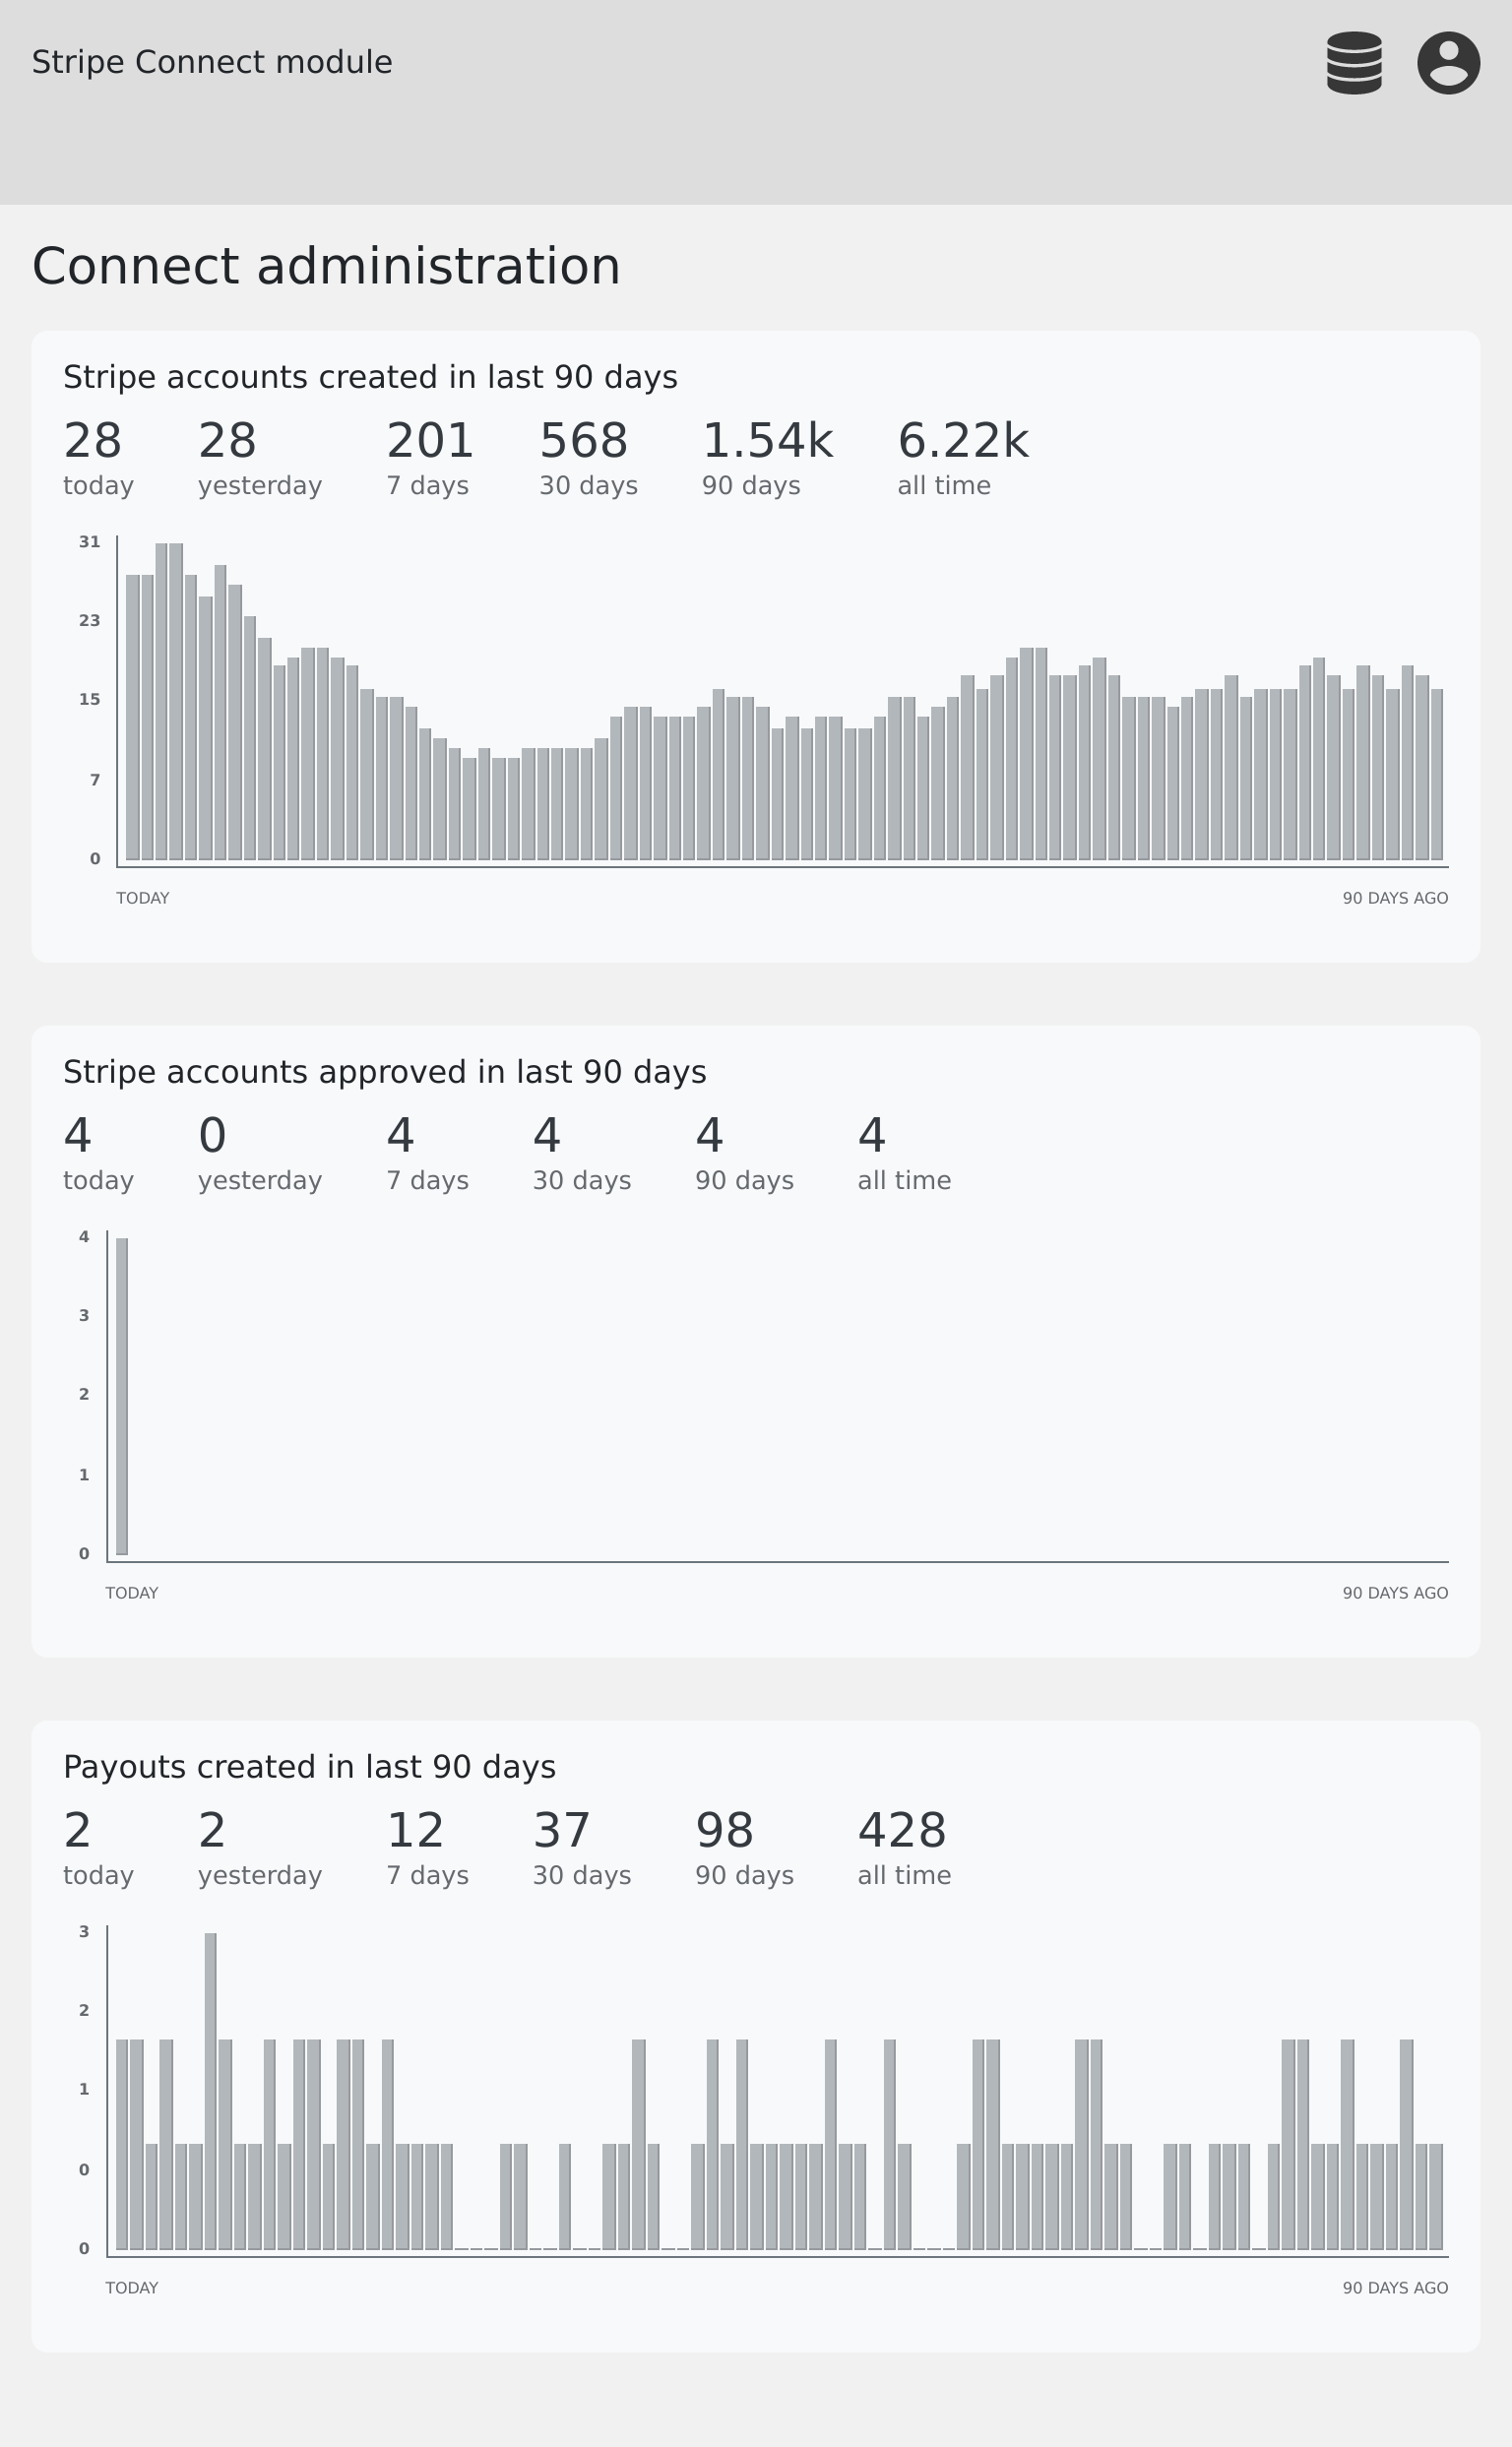 Stripe Connect module
Connect administration
Stripe accounts created in last 90 days
28 28 201 568 1.54k 6.22k
today yesterday 7 days 30 days 90 days all time
31
23
15
7
0
TODAY 90 DAYS AGO
Stripe accounts approved in last 90 days
4 0 4 4 4 4
today yesterday 7 days 30 days 90 days all time
4
3
2
1
0
TODAY 90 DAYS AGO
Payouts created in last 90 days
2 2 12 37 98 428
today yesterday 7 days 30 days 90 days all time
3
2
1
0
0
TODAY 90 DAYS AGO